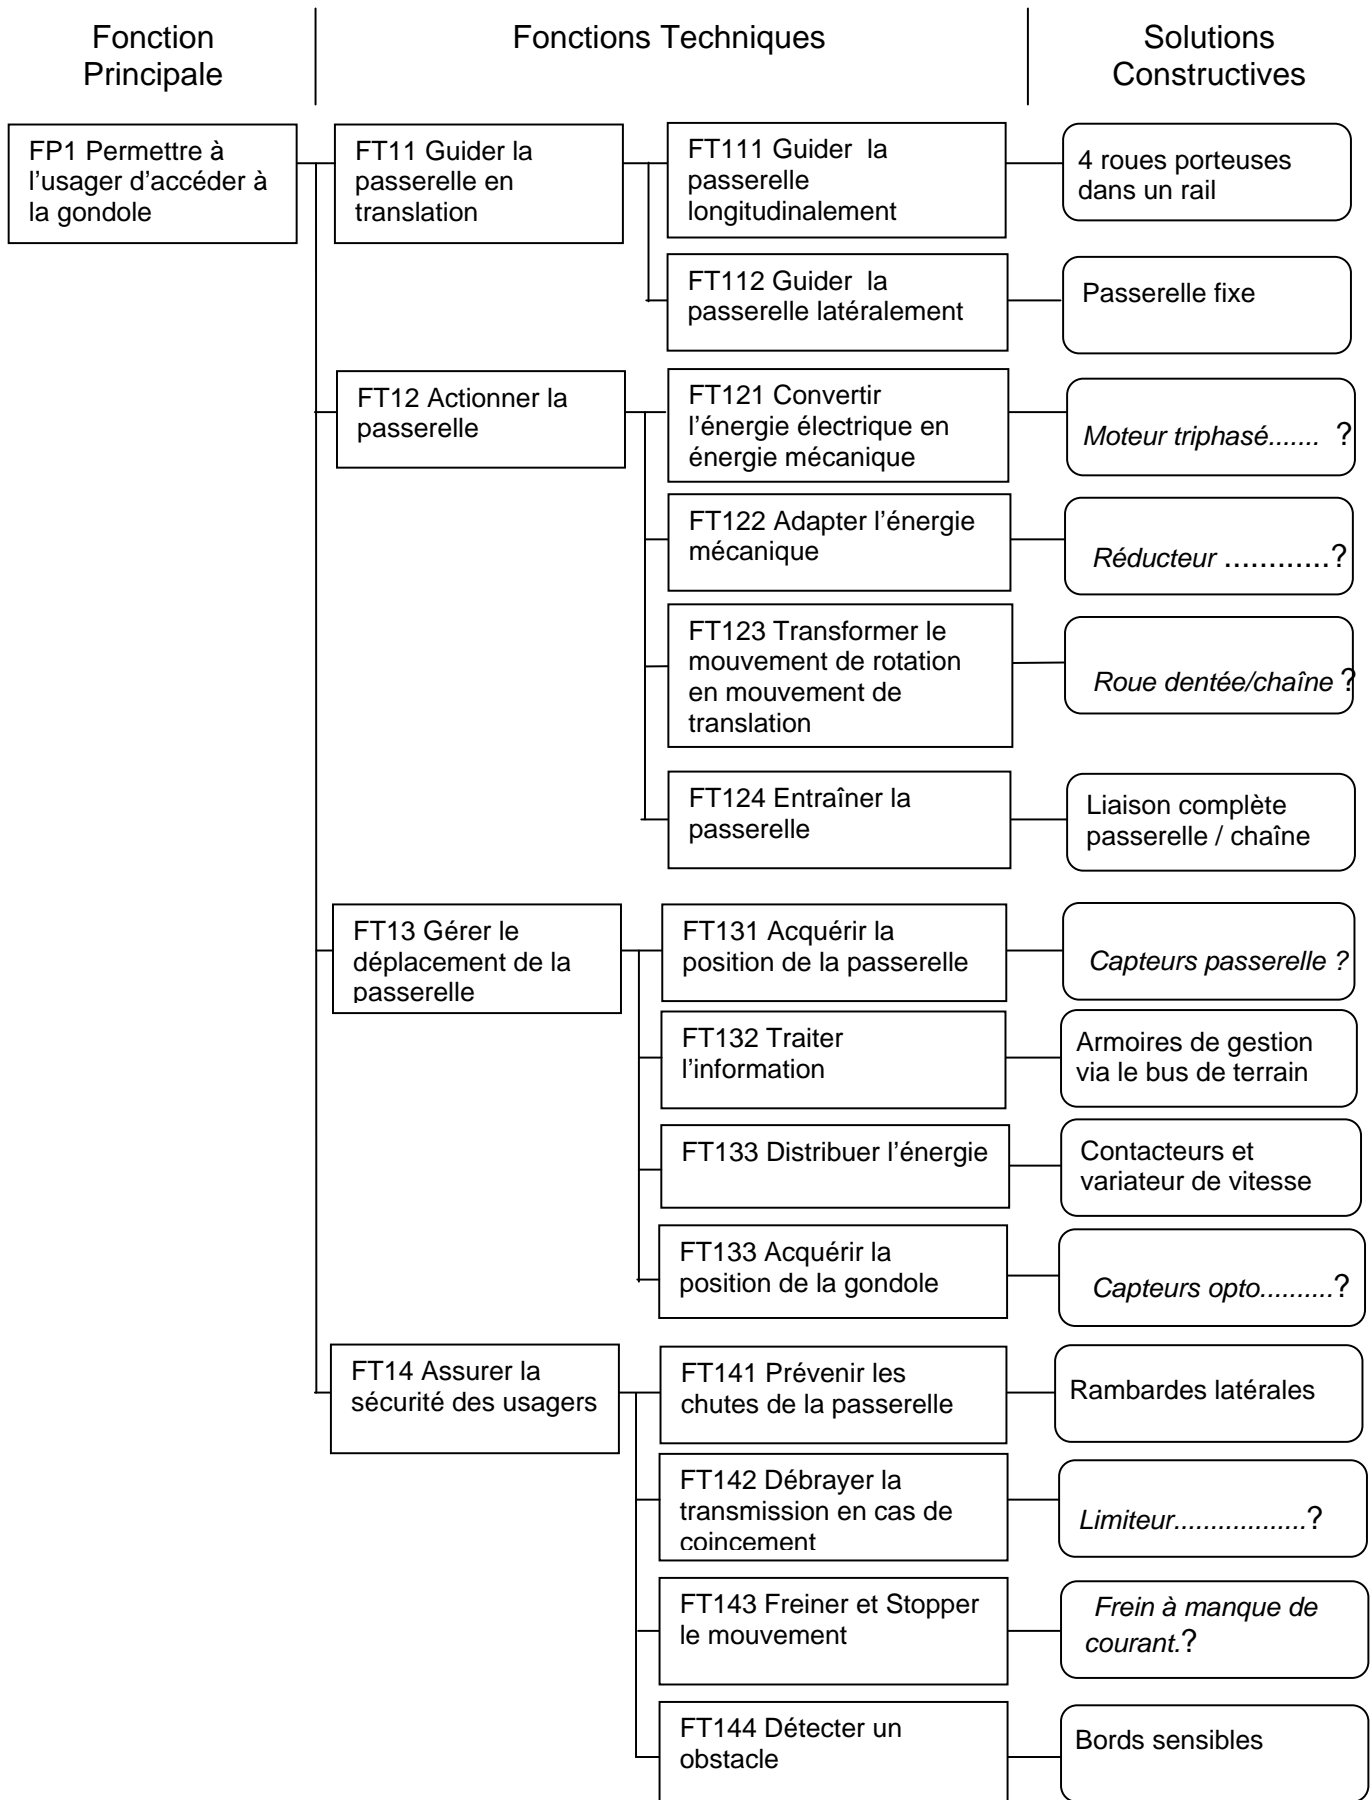 Fonction
Principale
Fonctions Techniques
Solutions
Constructives
FP1 Permettre à
l’usager d’accéder à
la gondole
FT11 Guider la
passerelle en
translation
FT111 Guider  la
passerelle
longitudinalement
4 roues porteuses
dans un rail
FT112 Guider  la
passerelle latéralement
Passerelle fixe
FT12 Actionner la
passerelle
FT121 Convertir
l’énergie électrique en
énergie mécanique
Moteur triphasé....... ?
FT122 Adapter l’énergie
mécanique
Réducteur ............?
FT123 Transformer le
mouvement de rotation
en mouvement de
translation
Roue dentée/chaîne ?
FT124 Entraîner la
passerelle
Liaison complète
passerelle / chaîne
FT13 Gérer le
déplacement de la
passerelle
FT131 Acquérir la
position de la passerelle
Capteurs passerelle ?
FT132 Traiter
l’information
Armoires de gestion
via le bus de terrain
FT133 Distribuer l’énergie
Contacteurs et
variateur de vitesse
FT133 Acquérir la
position de la gondole
Capteurs opto..........?
FT14 Assurer la
sécurité des usagers
FT141 Prévenir les
chutes de la passerelle
Rambardes latérales
FT142 Débrayer la
transmission en cas de
coincement
Limiteur..................?
FT143 Freiner et Stopper
le mouvement
Frein à manque de
courant.?
FT144 Détecter un
obstacle
Bords sensibles